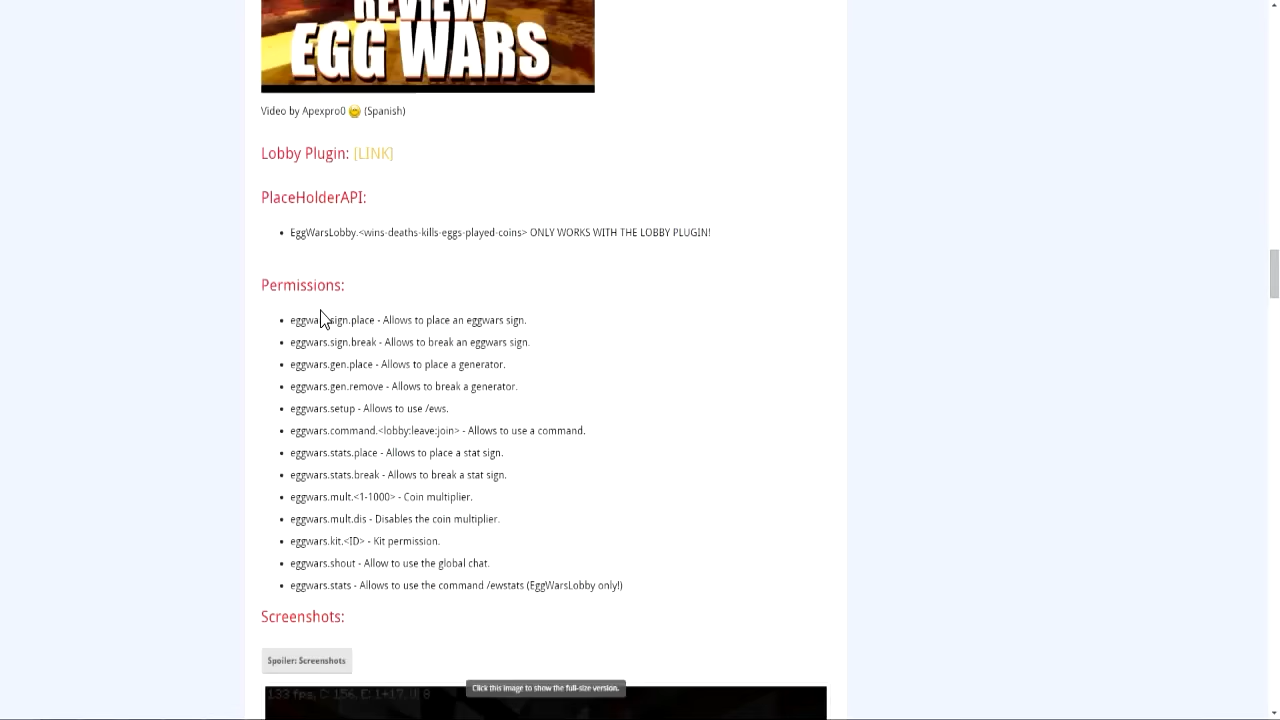 REVIEW
EGG WARS
Video by Apexpro0 (Spanish)
Lobby Plugin: [LINK]
PlaceHolderAPI:
EggWarsLobby.<wins-deaths-kills-eggs-played-coins> ONLY WORKS WITH THE LOBBY PLUGIN!
Permissions:
eggwars.sign.place - Allows to place an eggwars sign.
eggwars.sign.break - Allows to break an eggwars sign.
eggwars.gen.place - Allows to place a generator.
eggwars.gen.remove - Allows to break a generator.
eggwars.setup - Allows to use /ews.
eggwars.command.<lobby:leave:join> - Allows to use a command.
eggwars.stats.place - Allows to place a stat sign.
eggwars.stats.break - Allows to break a stat sign.
eggwars.mult.<1-1000> - Coin multiplier.
eggwars.mult.dis - Disables the coin multiplier.
eggwars.kit.<ID> - Kit permission.
eggwars.shout - Allow to use the global chat.
eggwars.stats - Allows to use the command /ewstats (EggWarsLobby only!)
Screenshots:
Spoiler: Screenshots
Click this image to show the full-size version.
133 fps, C: 156, E: 1+17, U: 8